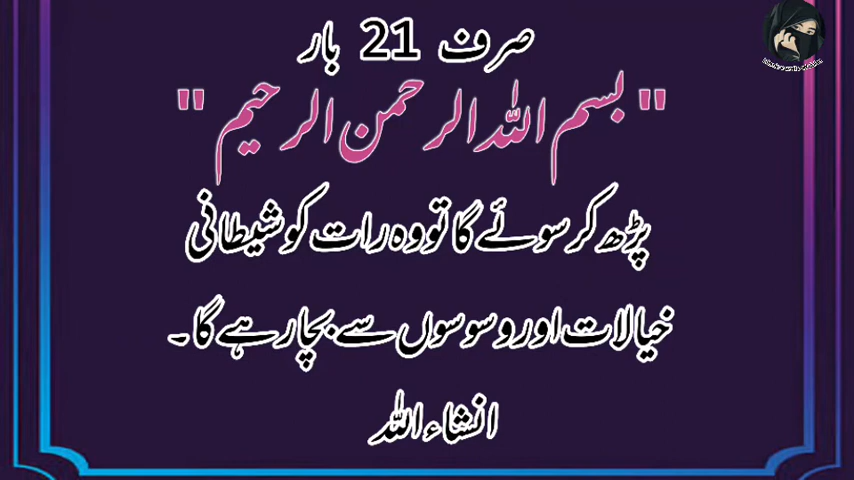 صرف 21 بار
"بسم اللہ الرحمن الرحیم"
پڑھ کر سوئے گا تو وہ رات کو شیطانی
خیالات اور وسوسوں سے بچا رہے گا۔
انشاء اللہ